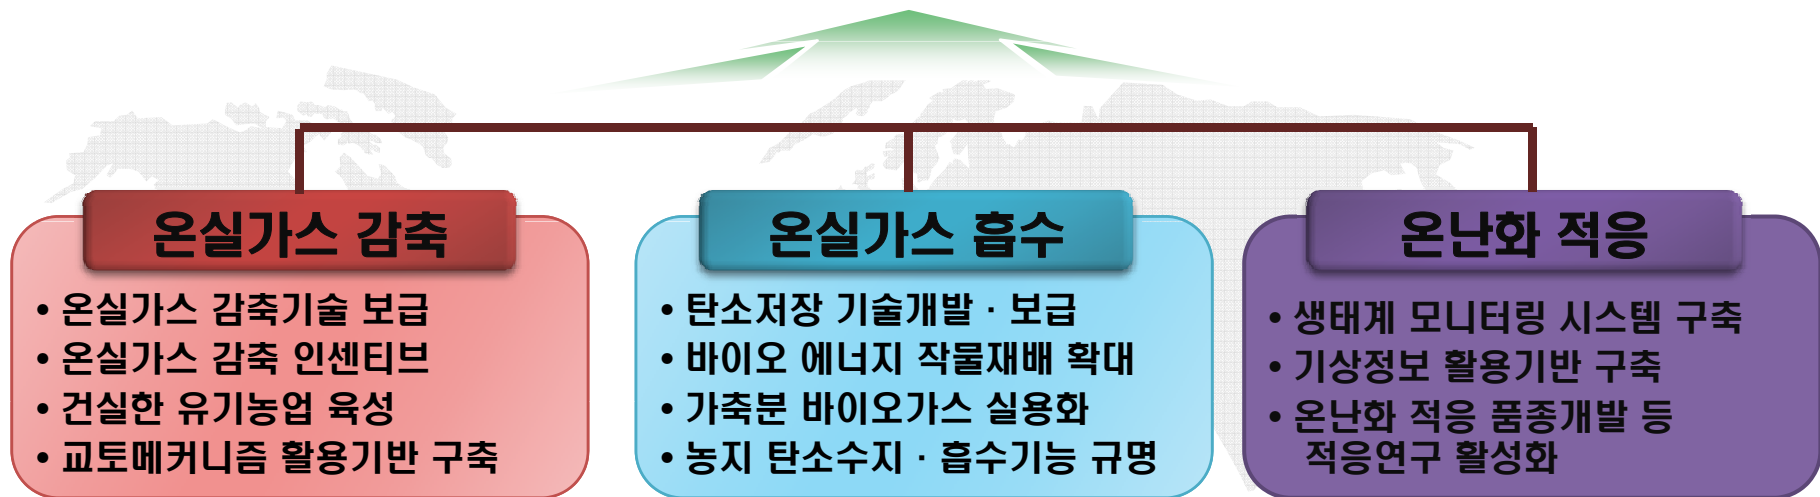 온실가스 감축
• 온실가스 감축기술 보급
• 온실가스 감축 인센티브
• 건실한 유기농업 육성
• 교토메커니즘 활용기반 구축
온실가스 흡수
• 탄소저장 기술개발 · 보급
• 바이오 에너지 작물재배 확대
• 가축분 바이오가스 실용화
• 농지 탄소수지 · 흡수기능 규명
온난화 적응
• 생태계 모니터링 시스템 구축
• 기상정보 활용기반 구축
• 온난화 적응 품종개발 등
적응연구 활성화